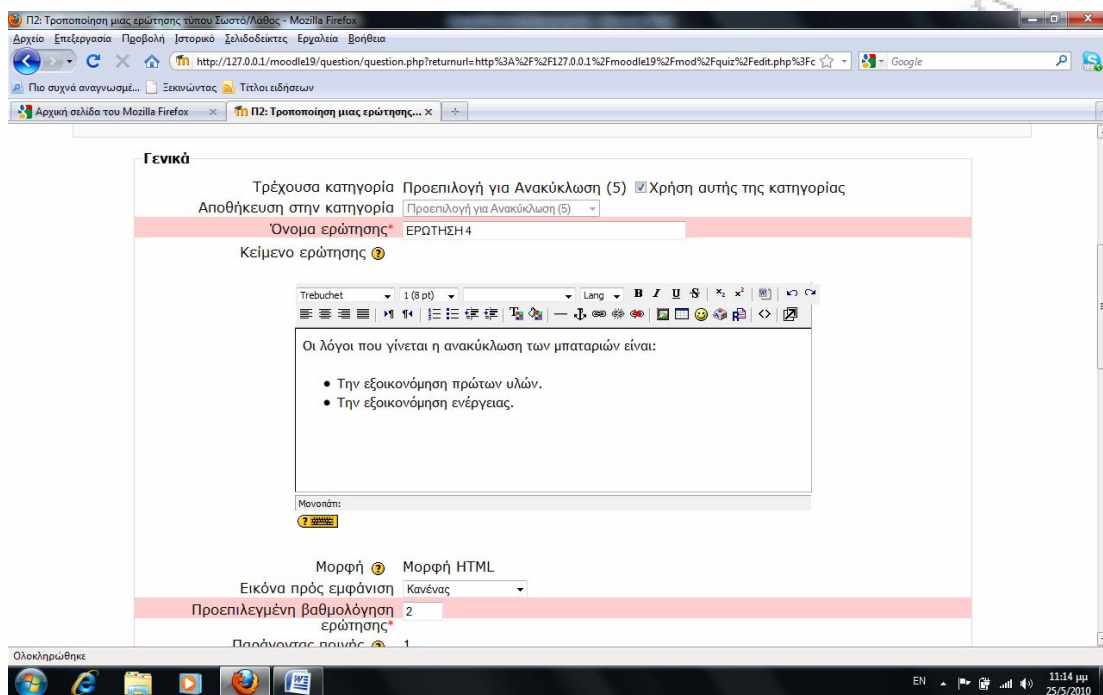 Π2: Τροποποίηση μιας ερώτησης τύπου Σωστό/Λάθος - Mozilla Firefox
Αρχείο Επεξεργασία Προβολή Ιστορικό Σελιδοδείκτες Εργαλεία Βοήθεια
http://127.0.0.1/moodle19/question/question.php?returnurl=http%3A%2F%2F127.0.0.1%2Fmoodle19%2Fmod%2Fquiz%2Fedit.php%3Fc Google
Πιο συχνά αναγνωσμέ... Ξεκινώντας Τίτλοι ειδήσεων
Αρχική σελίδα του Mozilla Firefox Π2: Τροποποίηση μιας ερώτησης...
Γενικά
Τρέχουσα κατηγορία Προεπιλογή για Ανακύκλωση (5) Χρήση αυτής της κατηγορίας
Αποθήκευση στην κατηγορία Προεπιλογή για Ανακύκλωση (5)
Όνομα ερώτησης* ΕΡΩΤΗΣΗ 4
Κείμενο ερώτησης
Trebuchet 1 (8 pt) Lang B I U S
Οι λόγοι που γίνεται η ανακύκλωση των μπαταριών είναι:
• Την εξοικονόμηση πρώτων υλών.
• Την εξοικονόμηση ενέργειας.
Μονοπάτι:
Μορφή Μορφή HTML
Εικόνα πρός εμφάνιση Κανένας
Προεπιλεγμένη βαθμολόγηση 2
ερώτησης*
Παράγοντας ποινής 1
Ολοκληρώθηκε
EN 11:14 μμ
25/5/2010